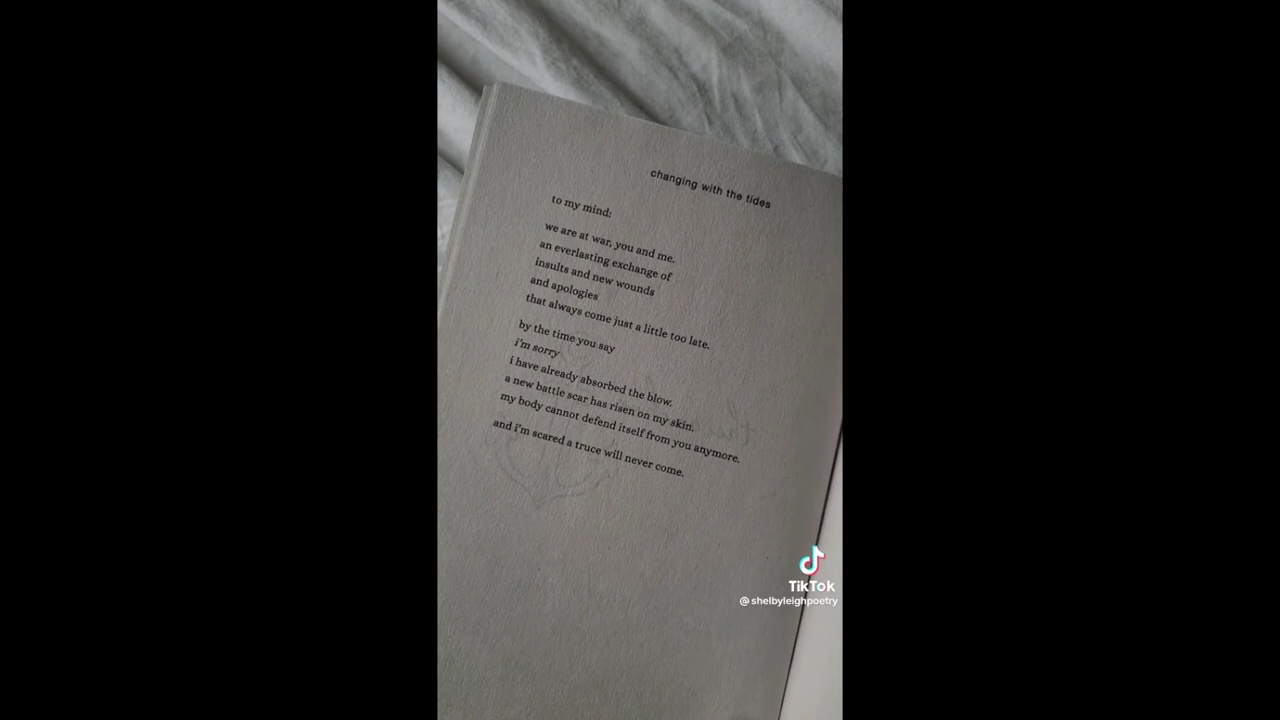 changing with the tides
to my mind:
we are at war, you and me.
an everlasting exchange of
insults and new wounds
and apologies
that always come just a little too late.
by the time you say
i'm sorry
i have already absorbed the blow.
a new battle scar has risen on my skin.
my body cannot defend itself from you anymore.
and i'm scared a truce will never come.
TikTok
@shelbyleighpoetry